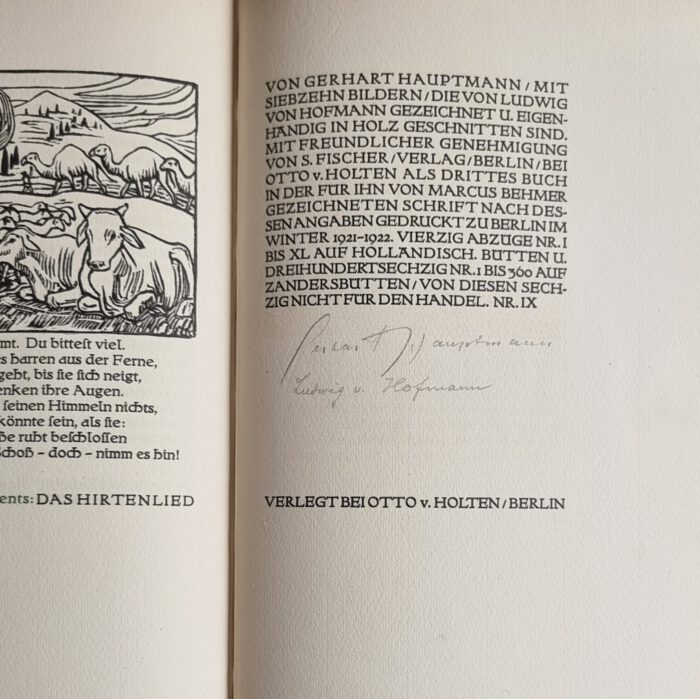 mt. Du bittest viel.
es harren aus der Ferne,
geht, bis sie sich neigt,
enken ihre Augen.
seinen Himmeln nichts,
könnte sein, als sie:
ße ruht beschlossen
Schoß – doch – nimm es hin!
ents: DAS HIRTENLIED
VON GERHART HAUPTMANN / MIT
SIEBZEHN BILDERN / DIE VON LUDWIG
VON HOFMANN GEZEICHNET U. EIGEN-
HÄNDIG IN HOLZ GESCHNITTEN SIND.
MIT FREUNDLICHER GENEHMIGUNG
VON S. FISCHER / VERLAG / BERLIN / BEI
OTTO v. HOLTEN ALS DRITTES BUCH
IN DER FÜR IHN VON MARCUS BEHMER
GEZEICHNETEN SCHRIFT NACH DES-
SEN ANGABEN GEDRUCKT ZU BERLIN IM
WINTER 1921–1922. VIERZIG ABZÜGE NR. I
BIS XL AUF HOLLÄNDISCH. BÜTTEN U.
DREIHUNDERTSECHZIG NR. 1 BIS 360 AUF
ZANDERSBÜTTEN / VON DIESEN SECH-
ZIG NICHT FÜR DEN HANDEL. NR. IX
Gerhart Hauptmann
Ludwig v. Hofmann
VERLEGT BEI OTTO v. HOLTEN / BERLIN